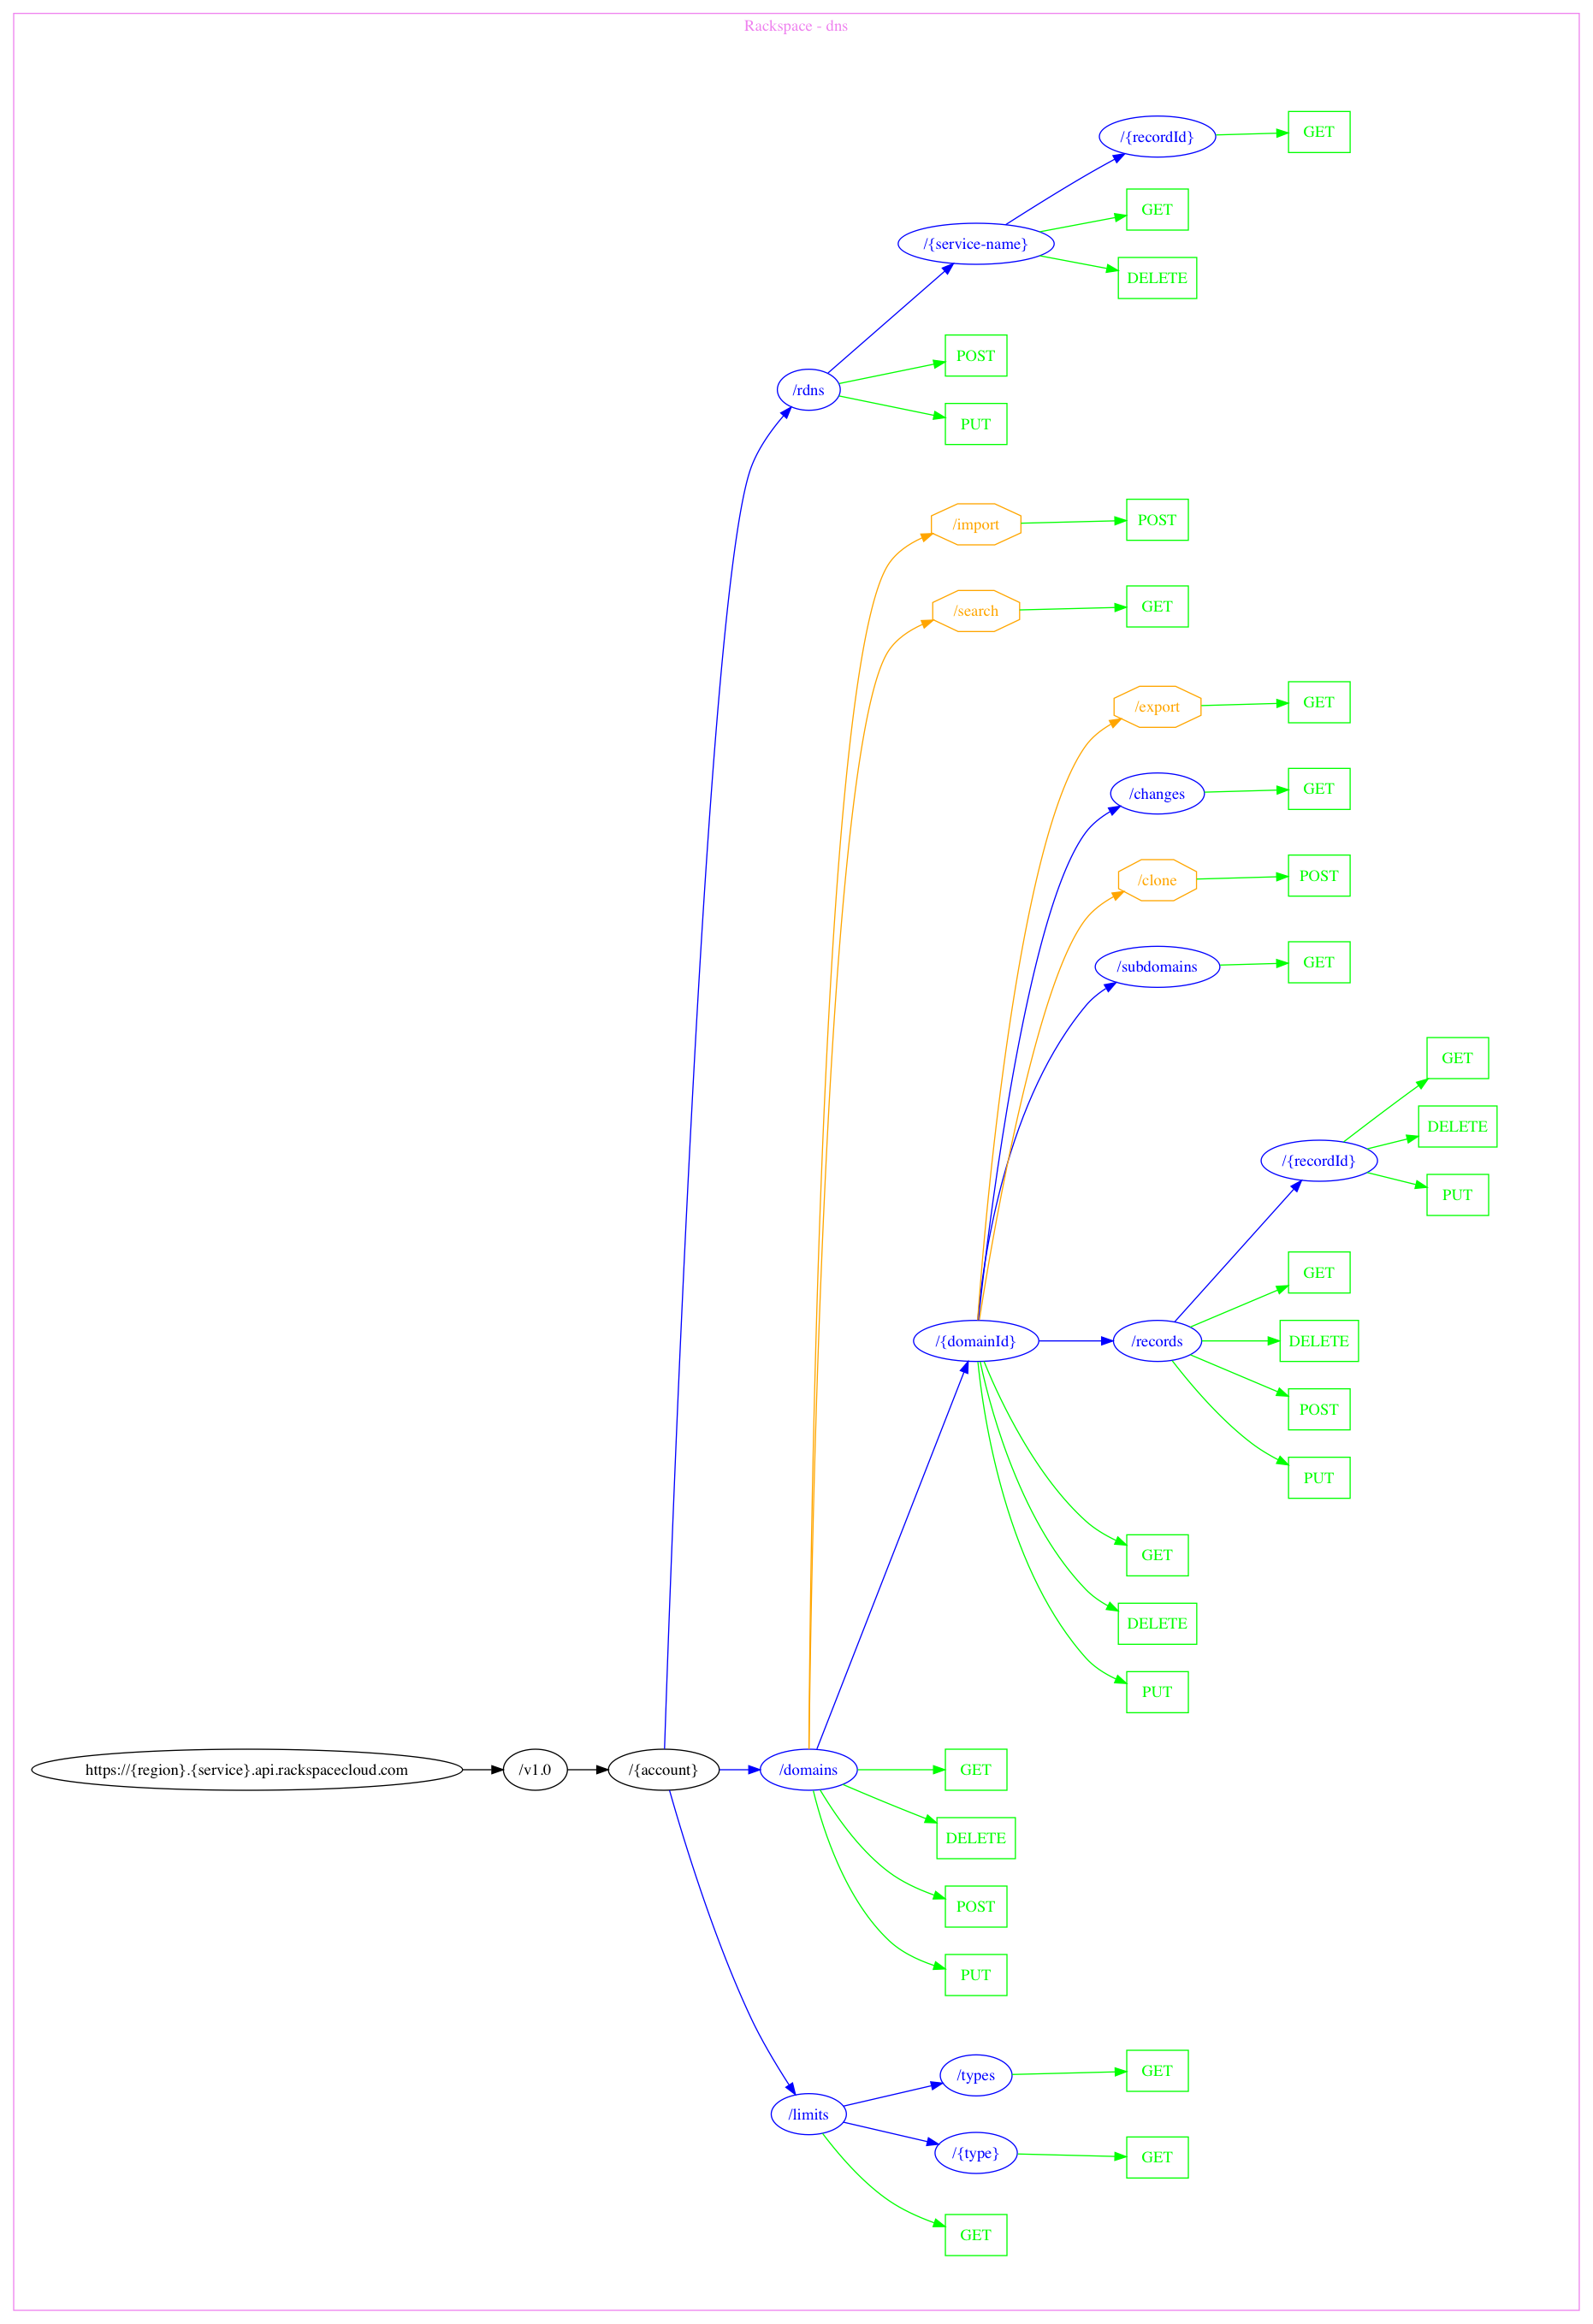 Rackspace - dns
/{recordId}
GET
GET
/{service-name}
DELETE
POST
/rdns
PUT
/import
POST
/search
GET
/export
GET
/changes
GET
/clone
POST
/subdomains
GET
GET
DELETE
/{recordId}
PUT
GET
/{domainId}
/records
DELETE
POST
PUT
GET
DELETE
PUT
https://{region}.{service}.api.rackspacecloud.com
/v1.0
/{account}
/domains
GET
DELETE
POST
PUT
/types
GET
/limits
/{type}
GET
GET